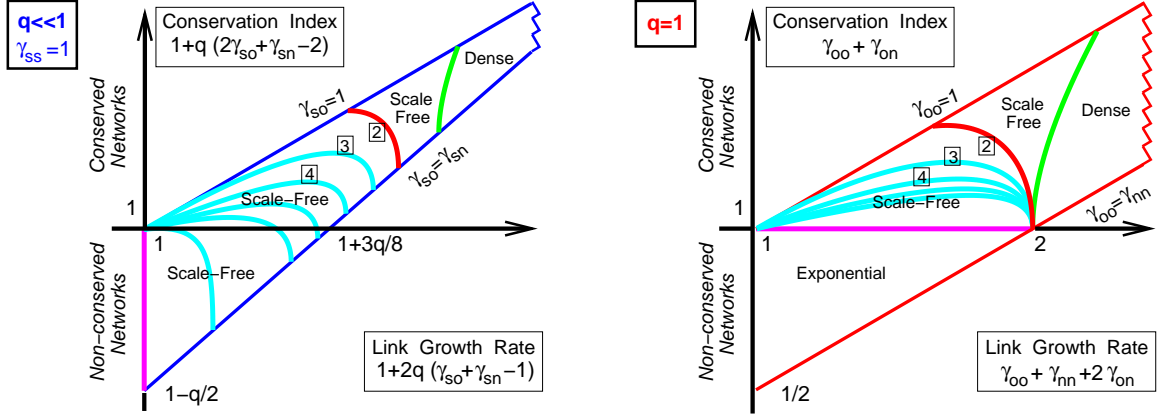 q<<1
γss=1
Conservation Index
1+q (2γso+γsn−2)
Conserved
Networks
Non−conserved
Networks
γso=1
2
Scale
Free
Dense
3
γso=γsn
4
Scale−Free
1
1
1+3q/8
Scale−Free
1−q/2
Link Growth Rate
1+2q (γso+γsn−1)
q=1
Conservation Index
γoo+γon
Conserved
Networks
Non−conserved
Networks
γoo=1
2
Scale
Free
Dense
3
4
Scale−Free
γoo=γnn
1
1
2
Exponential
1/2
Link Growth Rate
γoo+γnn+2γon